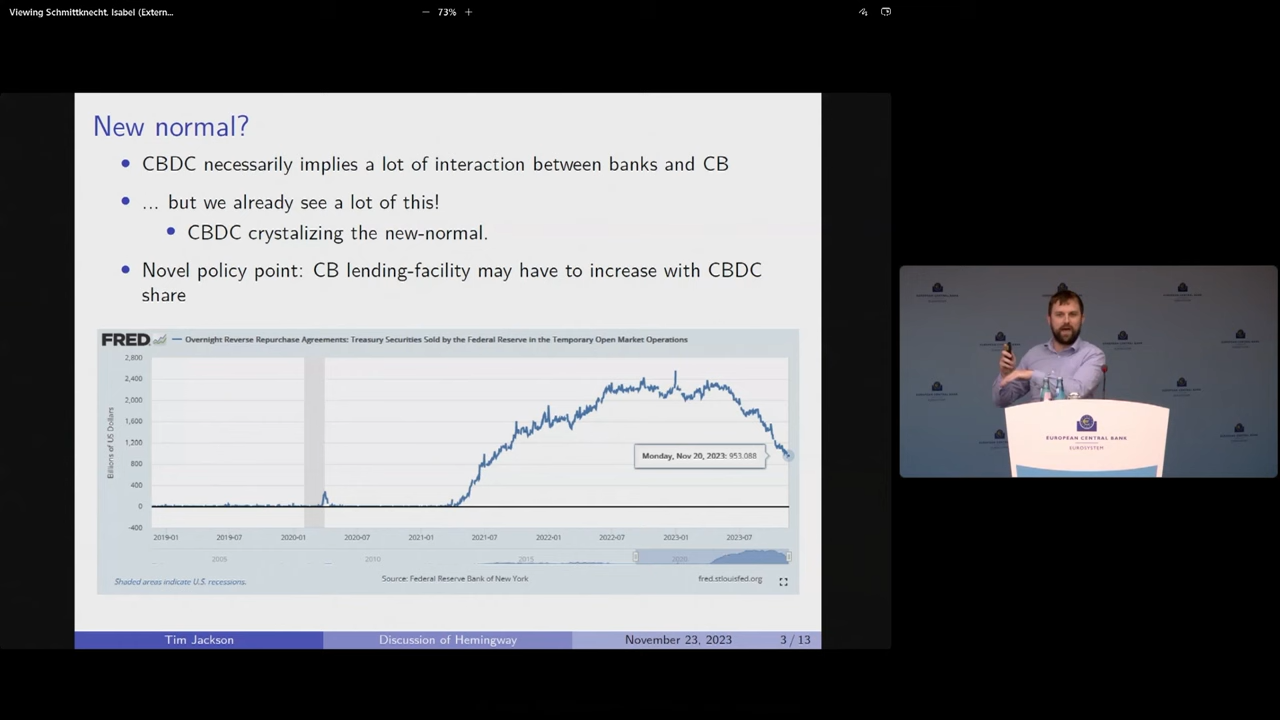 Viewing Schmittknecht, Isabel (Extern...
73%
New normal?
CBDC necessarily implies a lot of interaction between banks and CB
... but we already see a lot of this!
CBDC crystalizing the new-normal.
Novel policy point: CB lending-facility may have to increase with CBDC
share
FRED
Overnight Reverse Repurchase Agreements: Treasury Securities Sold by the Federal Reserve in the Temporary Open Market Operations
Billions of US Dollars
2,800
2,400
2,000
1,600
1,200
800
400
0
-400
Monday, Nov 20, 2023: 953.088
2019-01 2019-07 2020-01 2020-07 2021-01 2021-07 2022-01 2022-07 2023-01 2023-07
2005 2010 2015 2020
Shaded areas indicate U.S. recessions.
Source: Federal Reserve Bank of New York
fred.stlouisfed.org
Tim Jackson
Discussion of Hemingway
November 23, 2023
3 / 13
EUROPEAN CENTRAL BANK
EUROSYSTEM